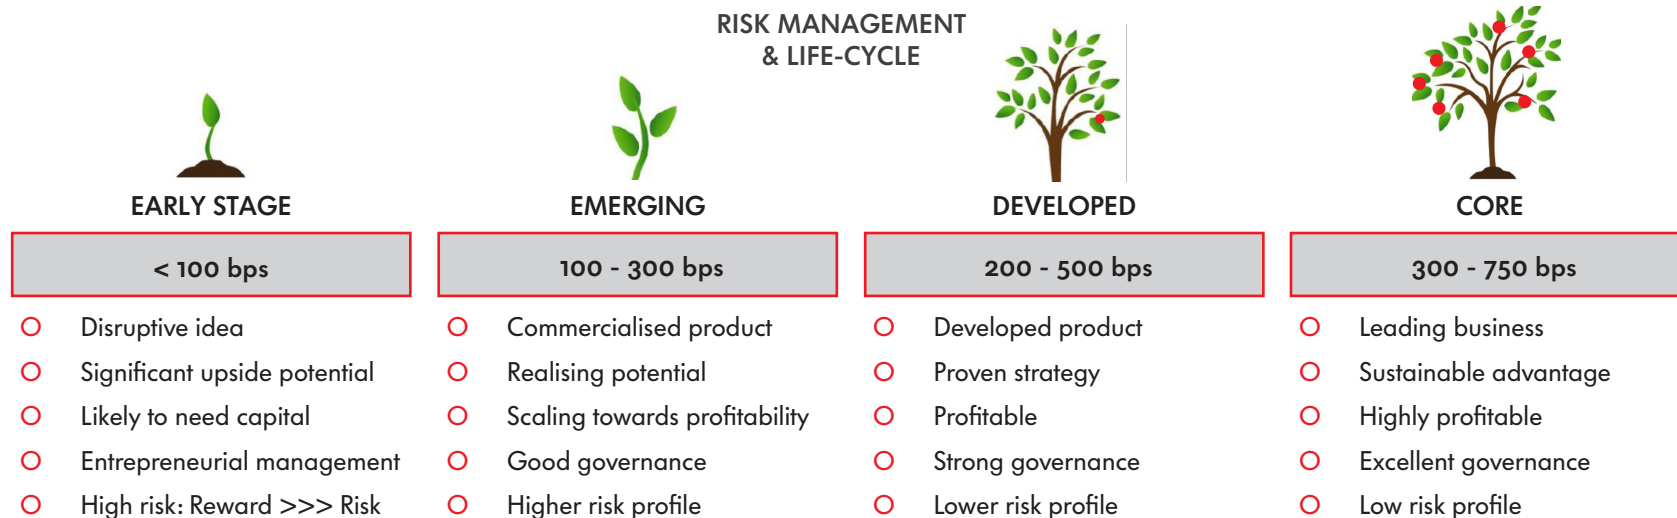 RISK MANAGEMENT
& LIFE-CYCLE
EARLY STAGE
< 100 bps
Disruptive idea
Significant upside potential
Likely to need capital
Entrepreneurial management
High risk: Reward >>> Risk
EMERGING
100 - 300 bps
Commercialised product
Realising potential
Scaling towards profitability
Good governance
Higher risk profile
DEVELOPED
200 - 500 bps
Developed product
Proven strategy
Profitable
Strong governance
Lower risk profile
CORE
300 - 750 bps
Leading business
Sustainable advantage
Highly profitable
Excellent governance
Low risk profile